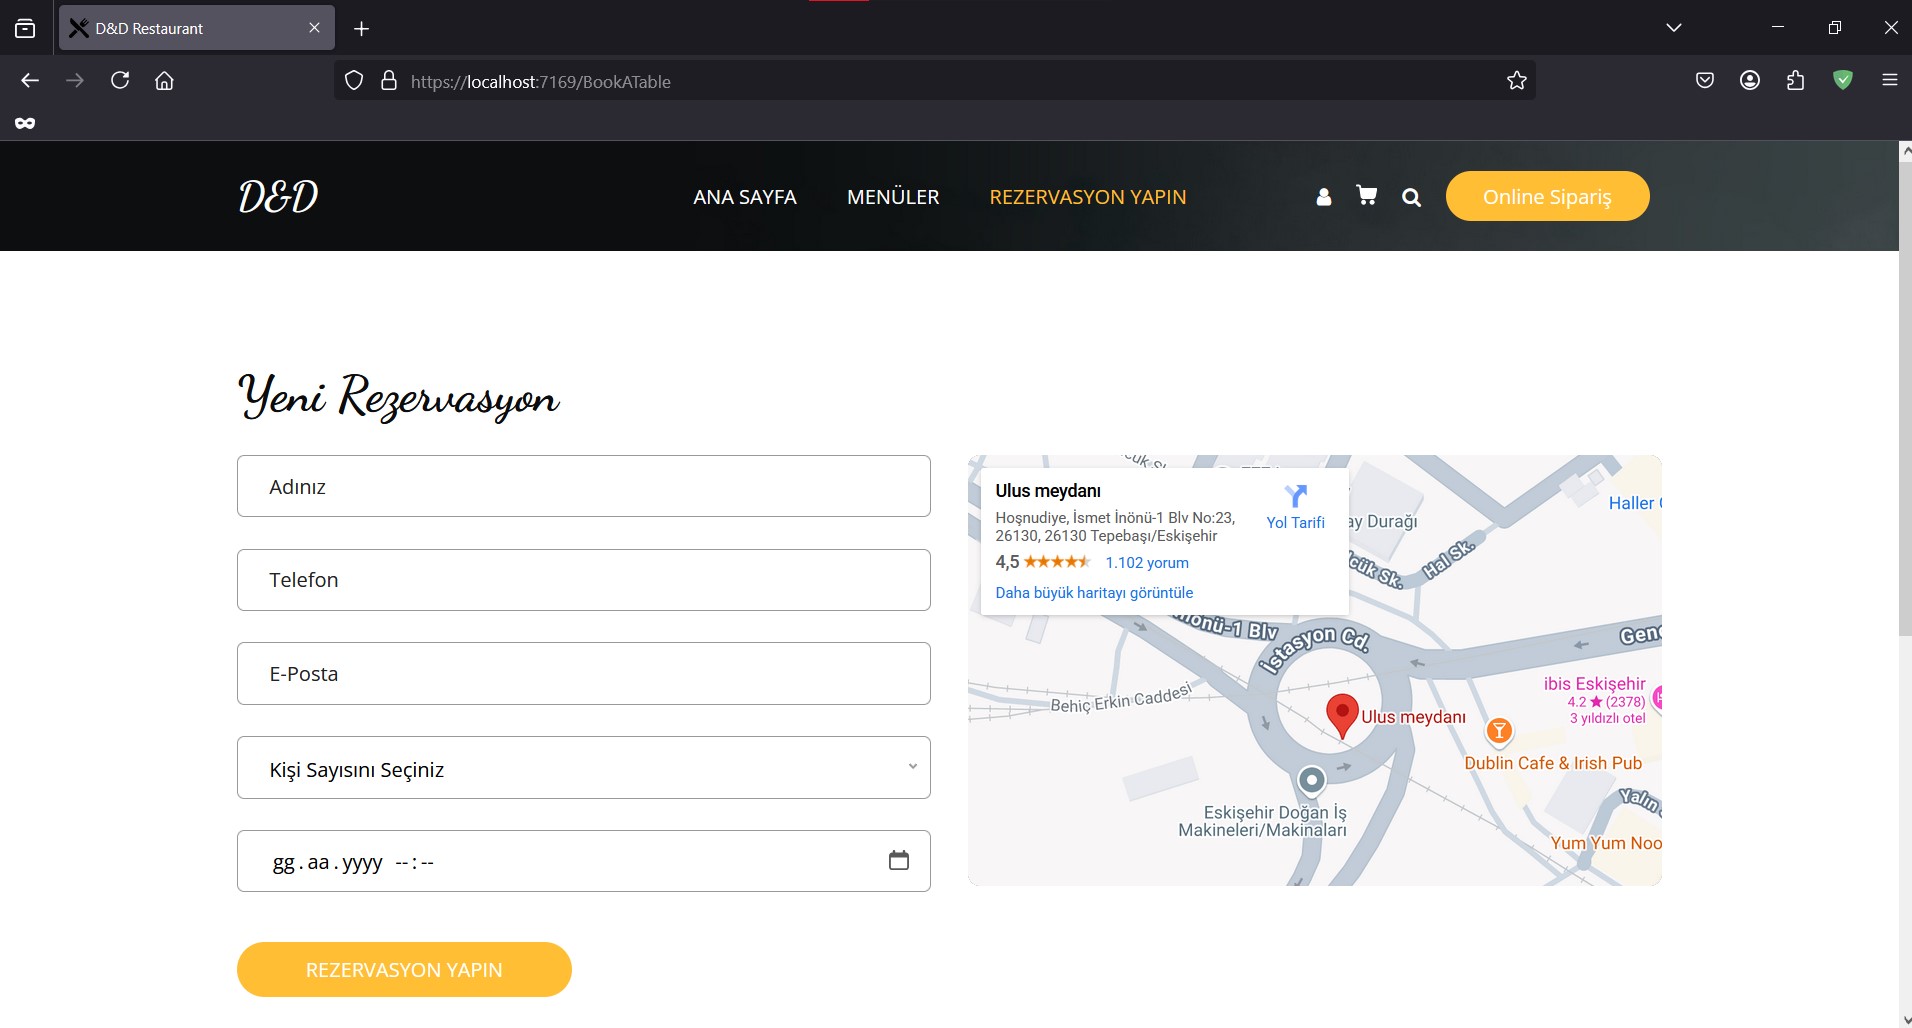 D&D Restaurant
https://localhost:7169/BookATable
D&D
ANA SAYFA
MENÜLER
REZERVASYON YAPIN
Online Sipariş
Yeni Rezervasyon
Adınız
Telefon
E-Posta
Kişi Sayısını Seçiniz
gg.aa.yyyy --:--
REZERVASYON YAPIN
Ulus meydanı
Hoşnudiye, İsmet İnönü-1 Blv No:23,
26130, 26130 Tepebaşı/Eskişehir
4,5
1.102 yorum
Daha büyük haritayı görüntüle
Yol Tarifi
ay Durağı
Haller
cük Sk.
Hal Sk.
nönü-1 Blv
İstasyon Cd.
Gene
Behiç Erkin Caddesi
Ulus meydanı
ibis Eskişehir
4.2 ★ (2378)
3 yıldızlı otel
Dublin Cafe & Irish Pub
Eskişehir Doğan İş
Makineleri/Makinaları
Yalın
Yum Yum Noo